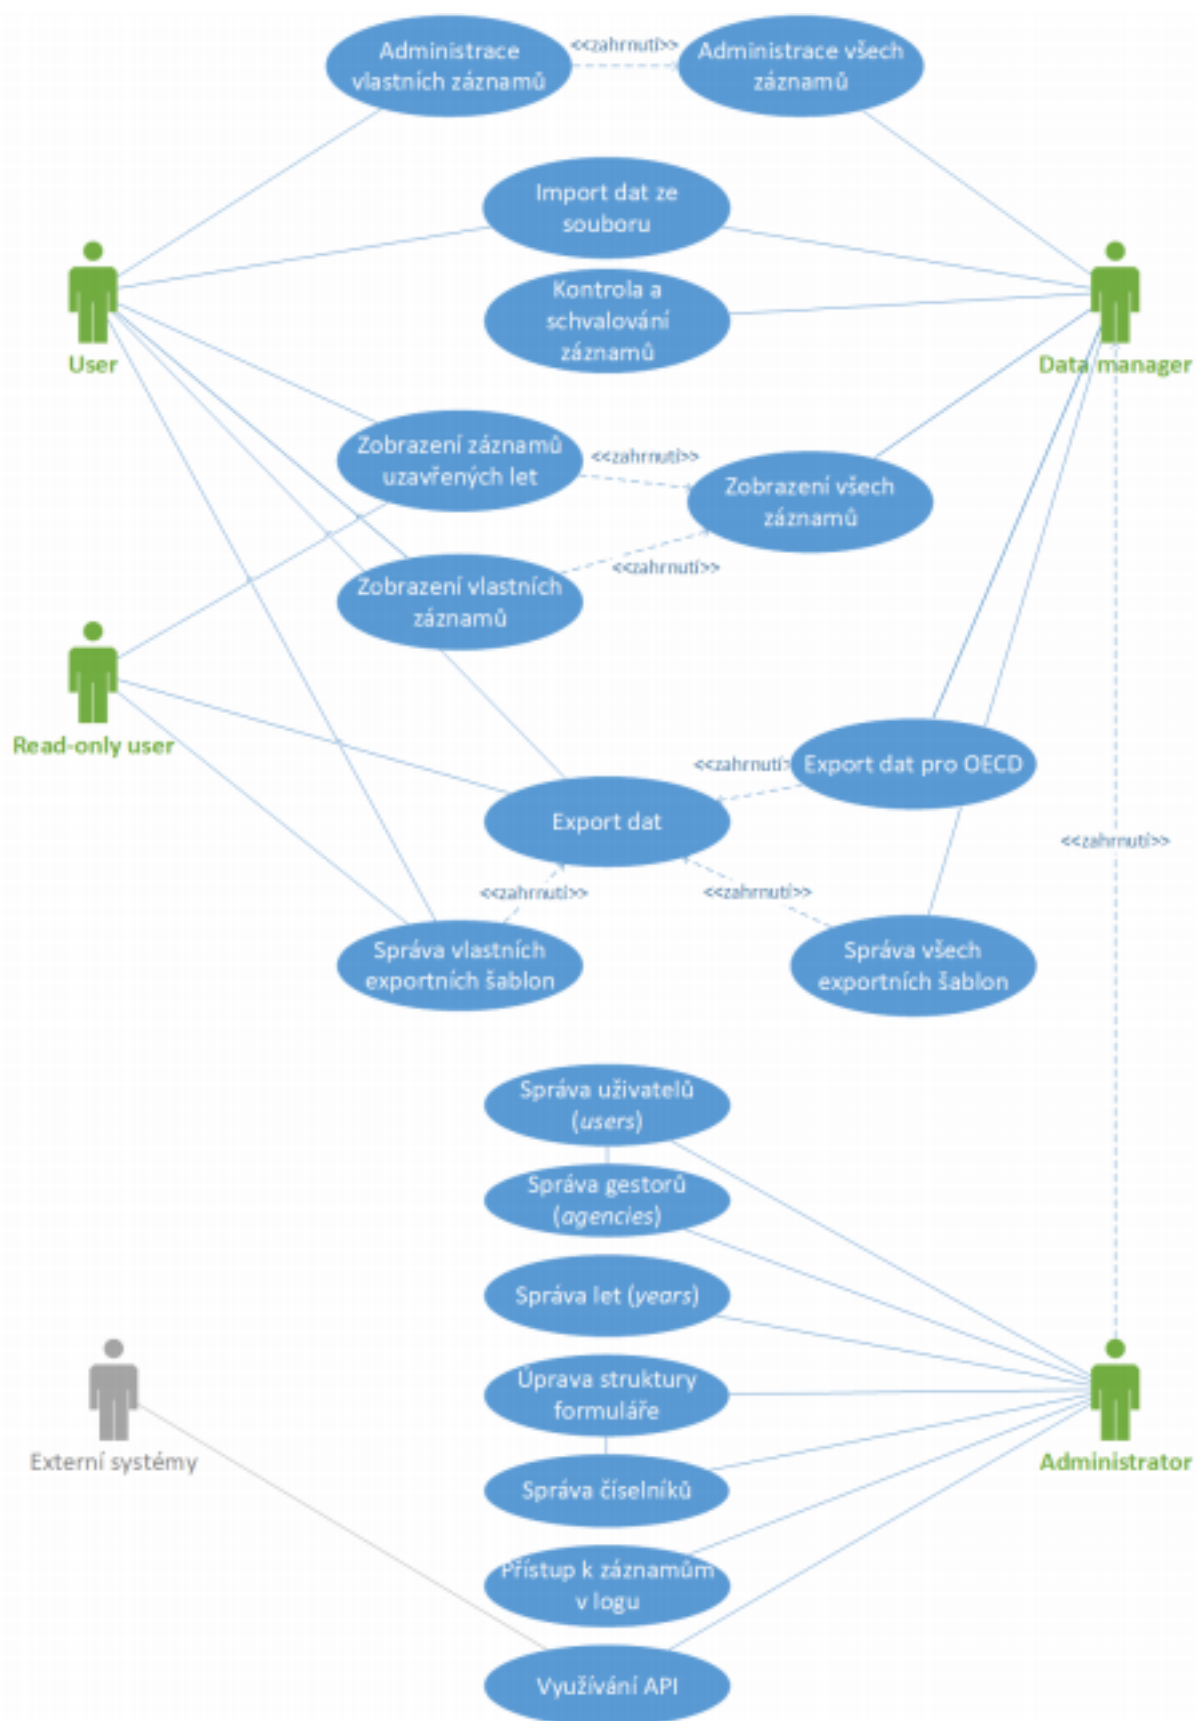 Administrace
vlastních záznamů
<<zahrnutí>>
Administrace všech
záznamů
Import dat ze
souboru
Kontrola a
schvalování
záznamů
User
Data manager
Zobrazení záznamů
uzavřených let
<<zahrnutí>>
Zobrazení všech
záznamů
<<zahrnutí>>
Zobrazení vlastních
záznamů
Read-only user
<<zahrnutí>
Export dat pro OECD
Export dat
<<zahrnutí>>
<<zahrnutí>>
<<zahrnutí>>
Správa vlastních
exportních šablon
Správa všech
exportních šablon
Správa uživatelů
(users)
Správa gestorů
(agencies)
Správa let (years)
Úprava struktury
formuláře
Externí systémy
Administrator
Správa číselníků
Přístup k záznamům
v logu
Využívání API